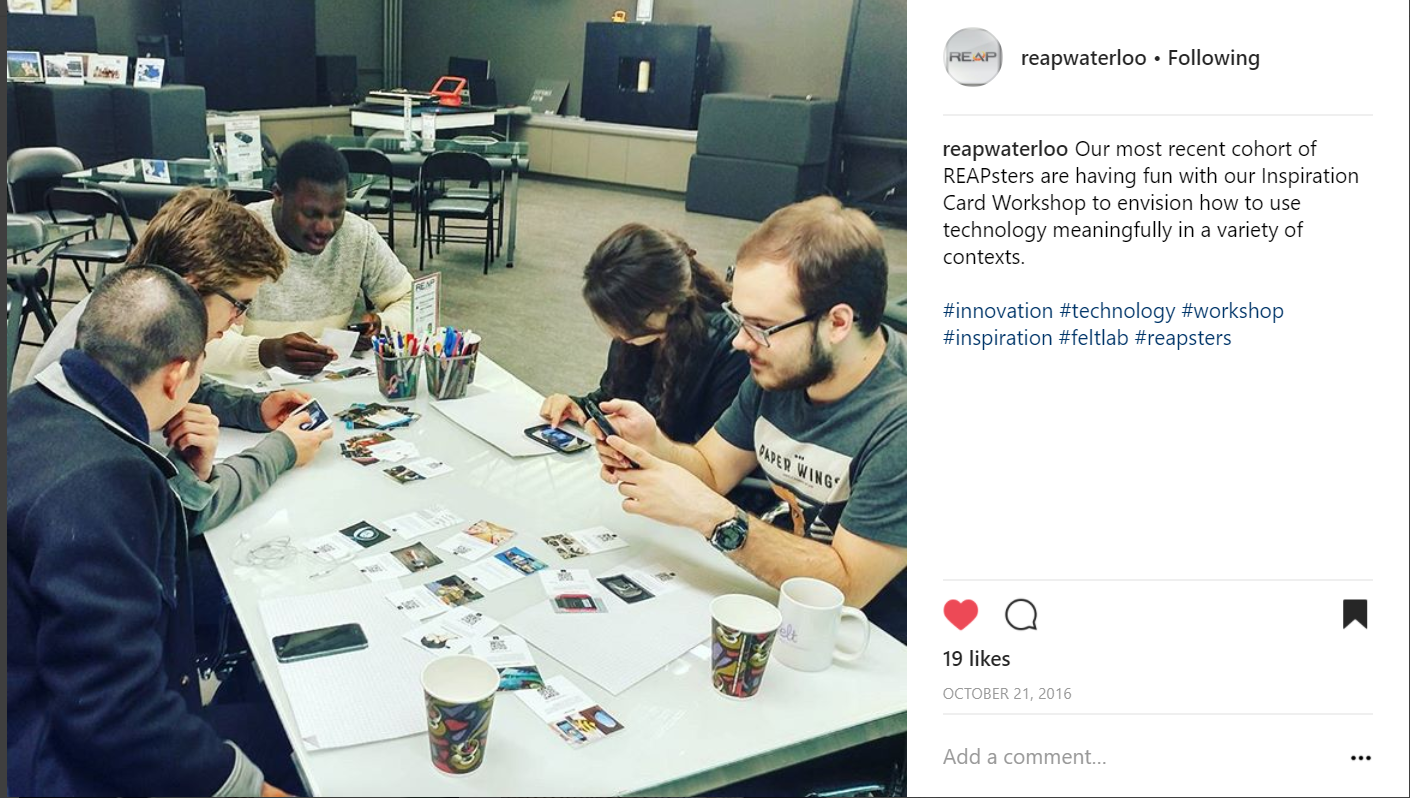 REAP
reapwaterloo • Following
reapwaterloo Our most recent cohort of
REAPsters are having fun with our Inspiration
Card Workshop to envision how to use
technology meaningfully in a variety of
contexts.
#innovation #technology #workshop
#inspiration #feltlab #reapsters
19 likes
OCTOBER 21, 2016
Add a comment...
REAP
PAPER WINGS
elt